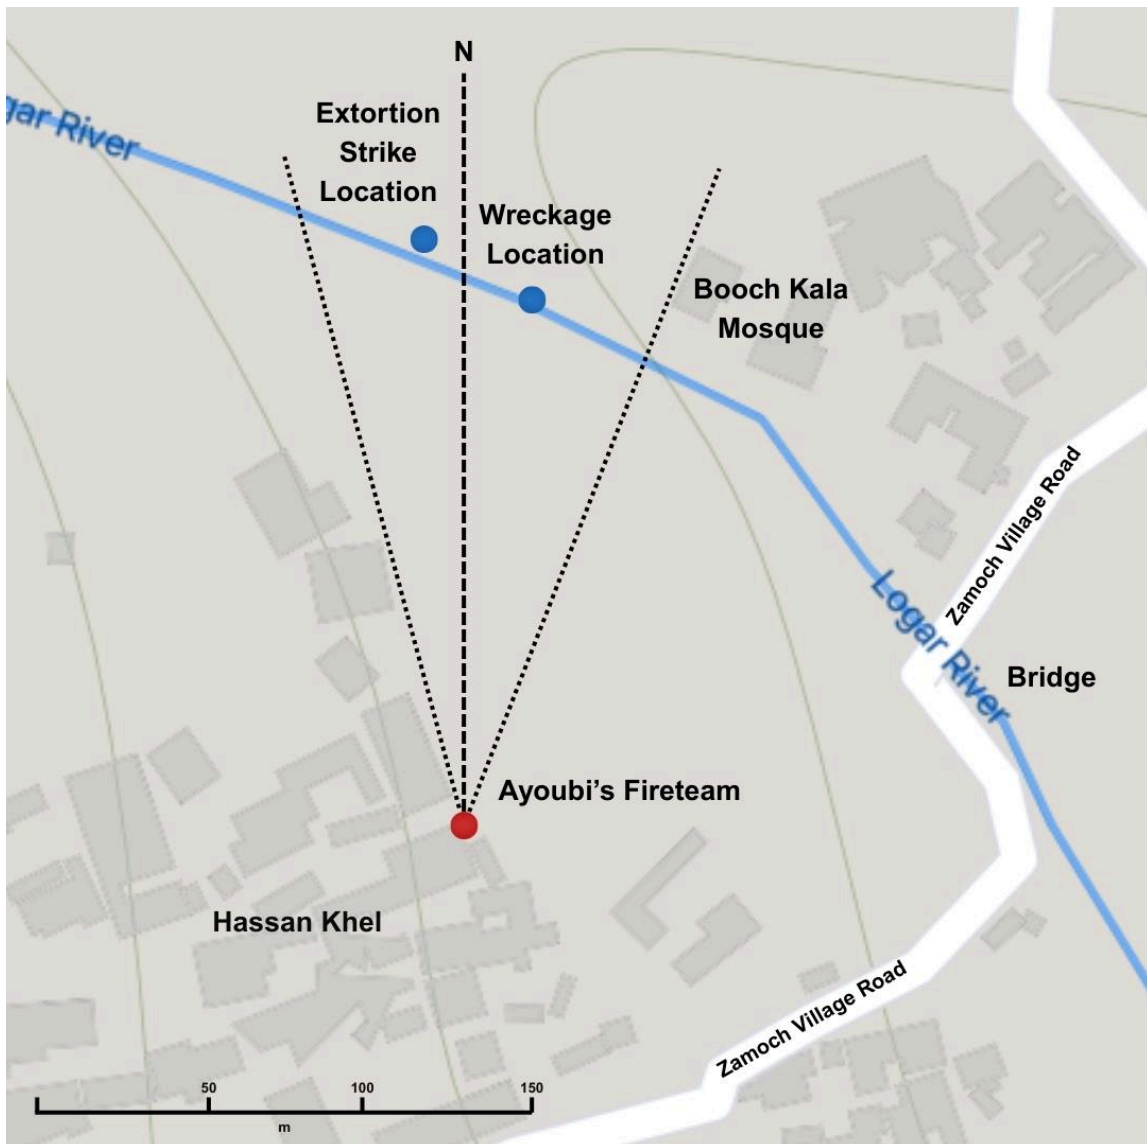 N
Extortion
Strike
Location
gar River
Wreckage
Location
Booch Kala
Mosque
Zamoch Village Road
Logar River
Bridge
Ayoubi’s Fireteam
Hassan Khel
Zamoch Village Road
50
100
150
m